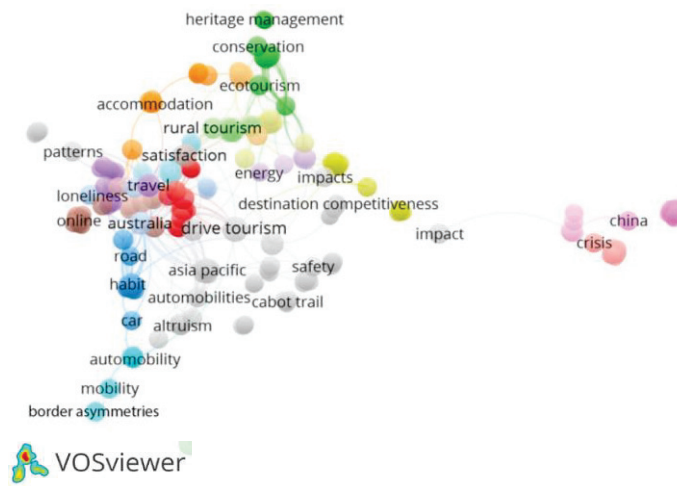 heritage management
conservation
ecotourism
accommodation
rural tourism
patterns
satisfaction
energy
impacts
travel
loneliness
destination competitiveness
online
australia
drive tourism
impact
china
crisis
road
asia pacific
safety
habit
automobilities
cabot trail
car
altruism
automobility
mobility
border asymmetries
VOSviewer